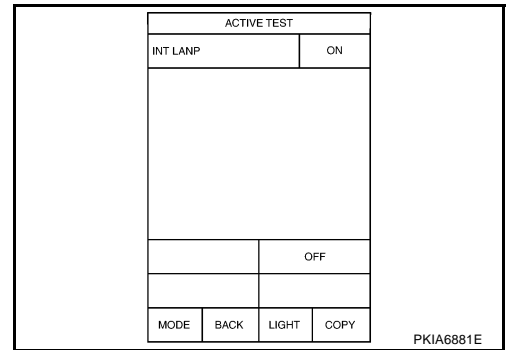 ACTIVE TEST
INT LANP ON
OFF
MODE BACK LIGHT COPY
PKIA6881E